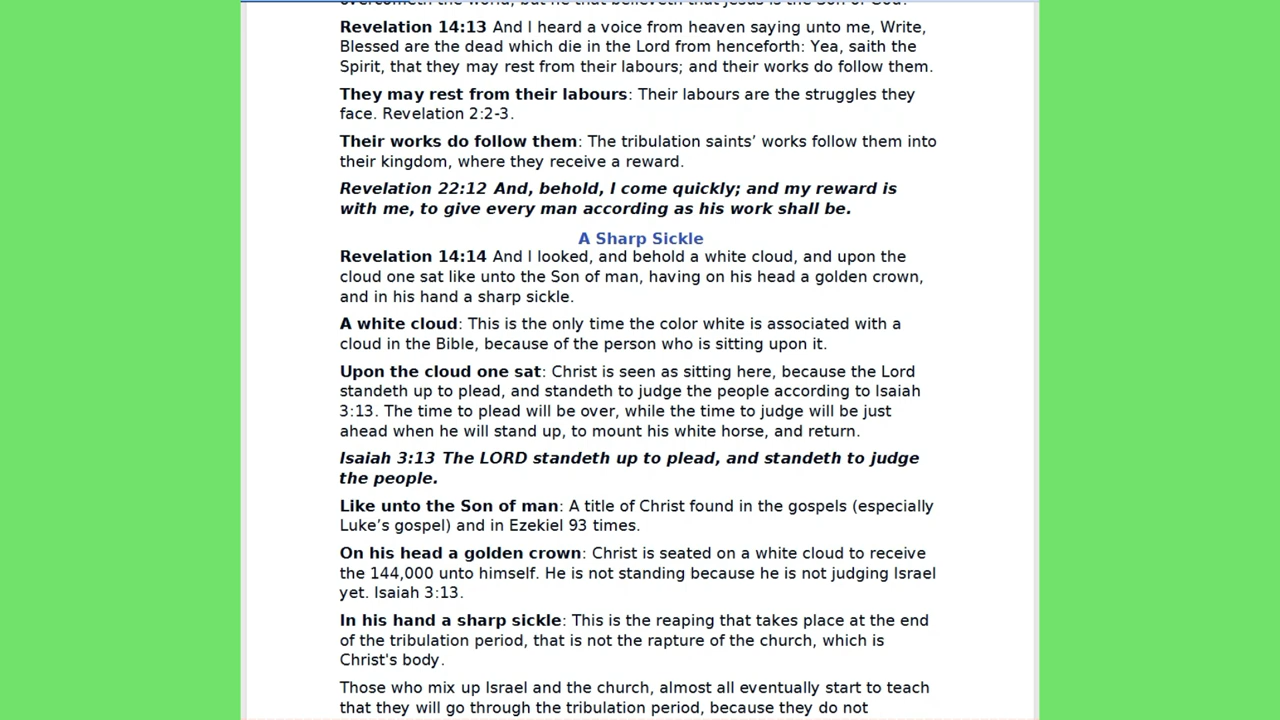 overcometh the world, but he that believeth that Jesus is the Son of God?
Revelation 14:13 And I heard a voice from heaven saying unto me, Write,
Blessed are the dead which die in the Lord from henceforth: Yea, saith the
Spirit, that they may rest from their labours; and their works do follow them.
They may rest from their labours: Their labours are the struggles they
face. Revelation 2:2-3.
Their works do follow them: The tribulation saints’ works follow them into
their kingdom, where they receive a reward.
Revelation 22:12 And, behold, I come quickly; and my reward is
with me, to give every man according as his work shall be.
A Sharp Sickle
Revelation 14:14 And I looked, and behold a white cloud, and upon the
cloud one sat like unto the Son of man, having on his head a golden crown,
and in his hand a sharp sickle.
A white cloud: This is the only time the color white is associated with a
cloud in the Bible, because of the person who is sitting upon it.
Upon the cloud one sat: Christ is seen as sitting here, because the Lord
standeth up to plead, and standeth to judge the people according to Isaiah
3:13. The time to plead will be over, while the time to judge will be just
ahead when he will stand up, to mount his white horse, and return.
Isaiah 3:13 The LORD standeth up to plead, and standeth to judge
the people.
Like unto the Son of man: A title of Christ found in the gospels (especially
Luke’s gospel) and in Ezekiel 93 times.
On his head a golden crown: Christ is seated on a white cloud to receive
the 144,000 unto himself. He is not standing because he is not judging Israel
yet. Isaiah 3:13.
In his hand a sharp sickle: This is the reaping that takes place at the end
of the tribulation period, that is not the rapture of the church, which is
Christ's body.
Those who mix up Israel and the church, almost all eventually start to teach
that they will go through the tribulation period, because they do not